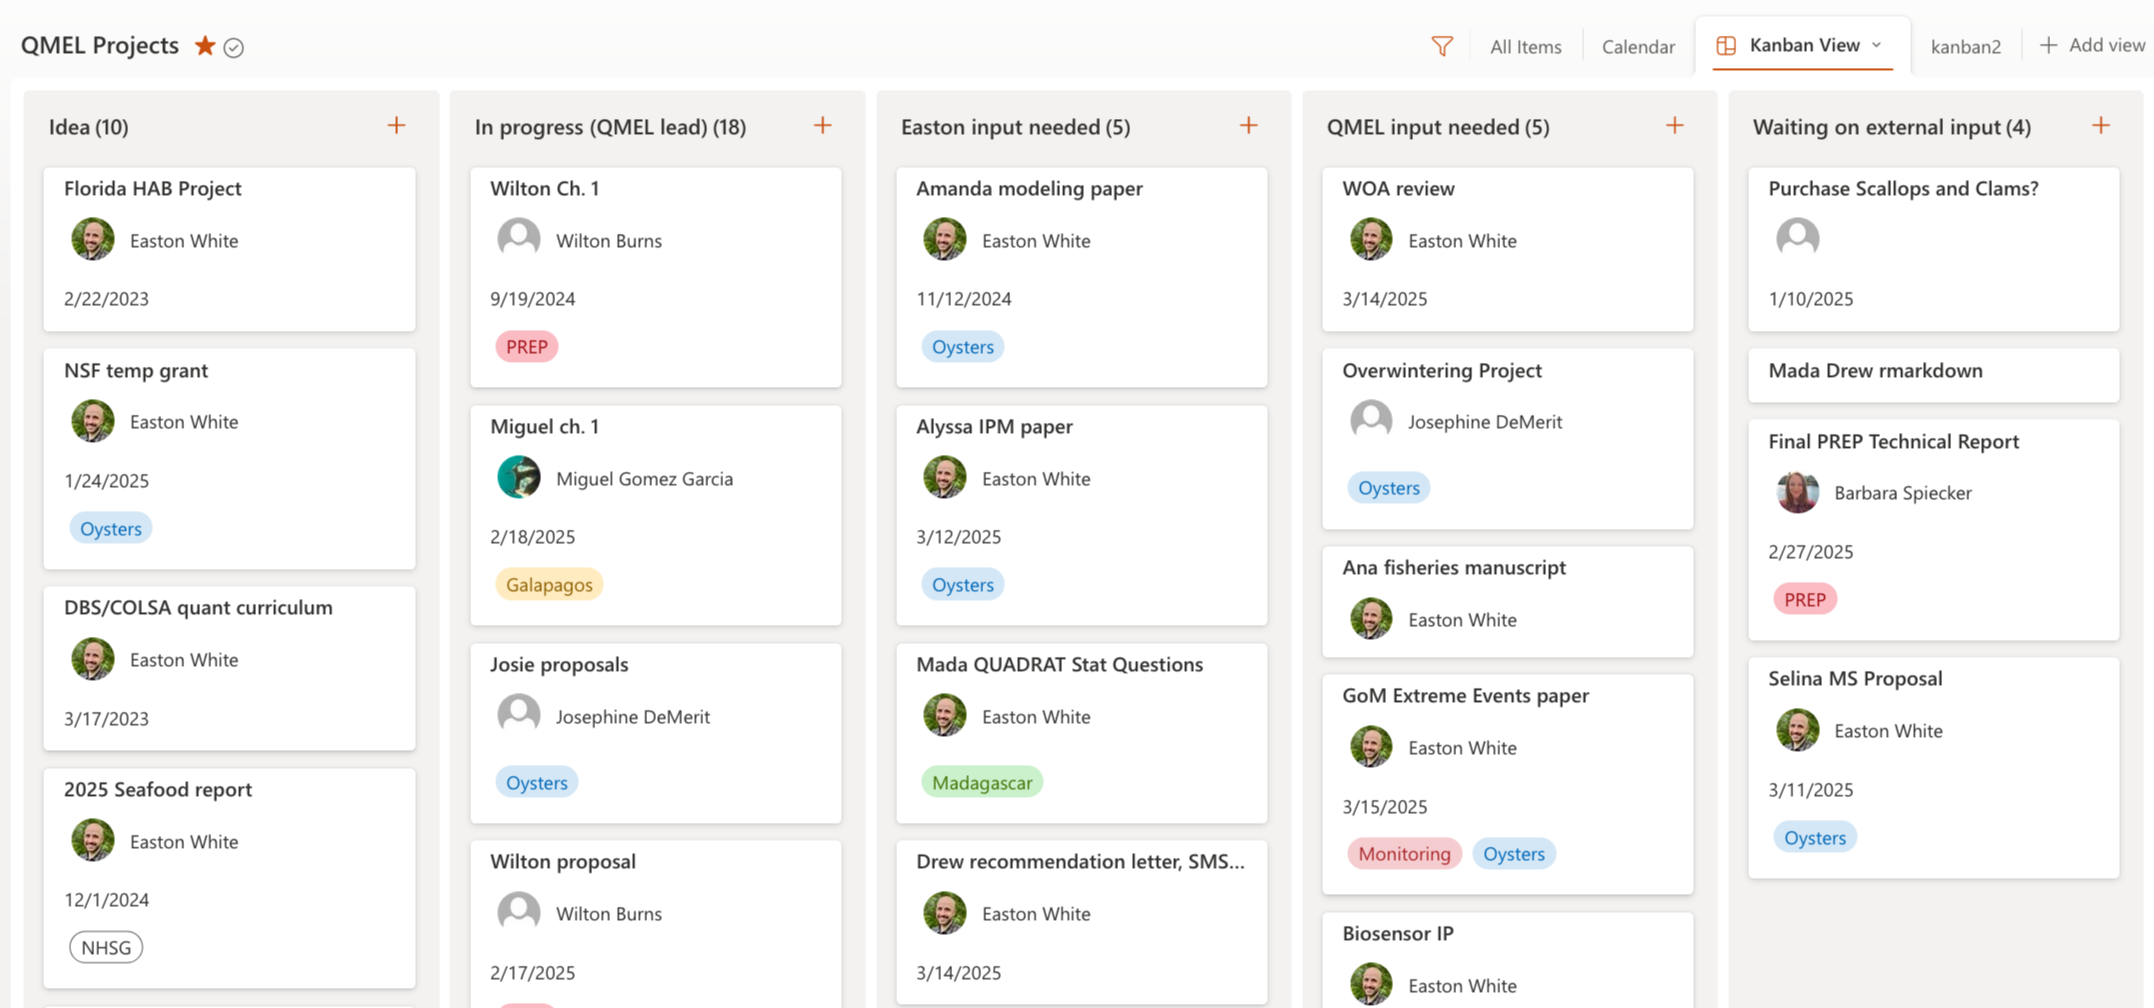 QMEL Projects
All Items
Calendar
Kanban View
kanban2
Add view
Idea (10)
Florida HAB Project
Easton White
2/22/2023
NSF temp grant
Easton White
1/24/2025
Oysters
DBS/COLSA quant curriculum
Easton White
3/17/2023
2025 Seafood report
Easton White
12/1/2024
NHSG
In progress (QMEL lead) (18)
Wilton Ch. 1
Wilton Burns
9/19/2024
PREP
Miguel ch. 1
Miguel Gomez Garcia
2/18/2025
Galapagos
Josie proposals
Josephine DeMerit
Oysters
Wilton proposal
Wilton Burns
2/17/2025
Easton input needed (5)
Amanda modeling paper
Easton White
11/12/2024
Oysters
Alyssa IPM paper
Easton White
3/12/2025
Oysters
Mada QUADRAT Stat Questions
Easton White
Madagascar
Drew recommendation letter, SMS...
Easton White
3/14/2025
QMEL input needed (5)
WOA review
Easton White
3/14/2025
Overwintering Project
Josephine DeMerit
Oysters
Ana fisheries manuscript
Easton White
GoM Extreme Events paper
Easton White
3/15/2025
Monitoring Oysters
Biosensor IP
Easton White
Waiting on external input (4)
Purchase Scallops and Clams?
1/10/2025
Mada Drew rmarkdown
Final PREP Technical Report
Barbara Spiecker
2/27/2025
PREP
Selina MS Proposal
Easton White
3/11/2025
Oysters